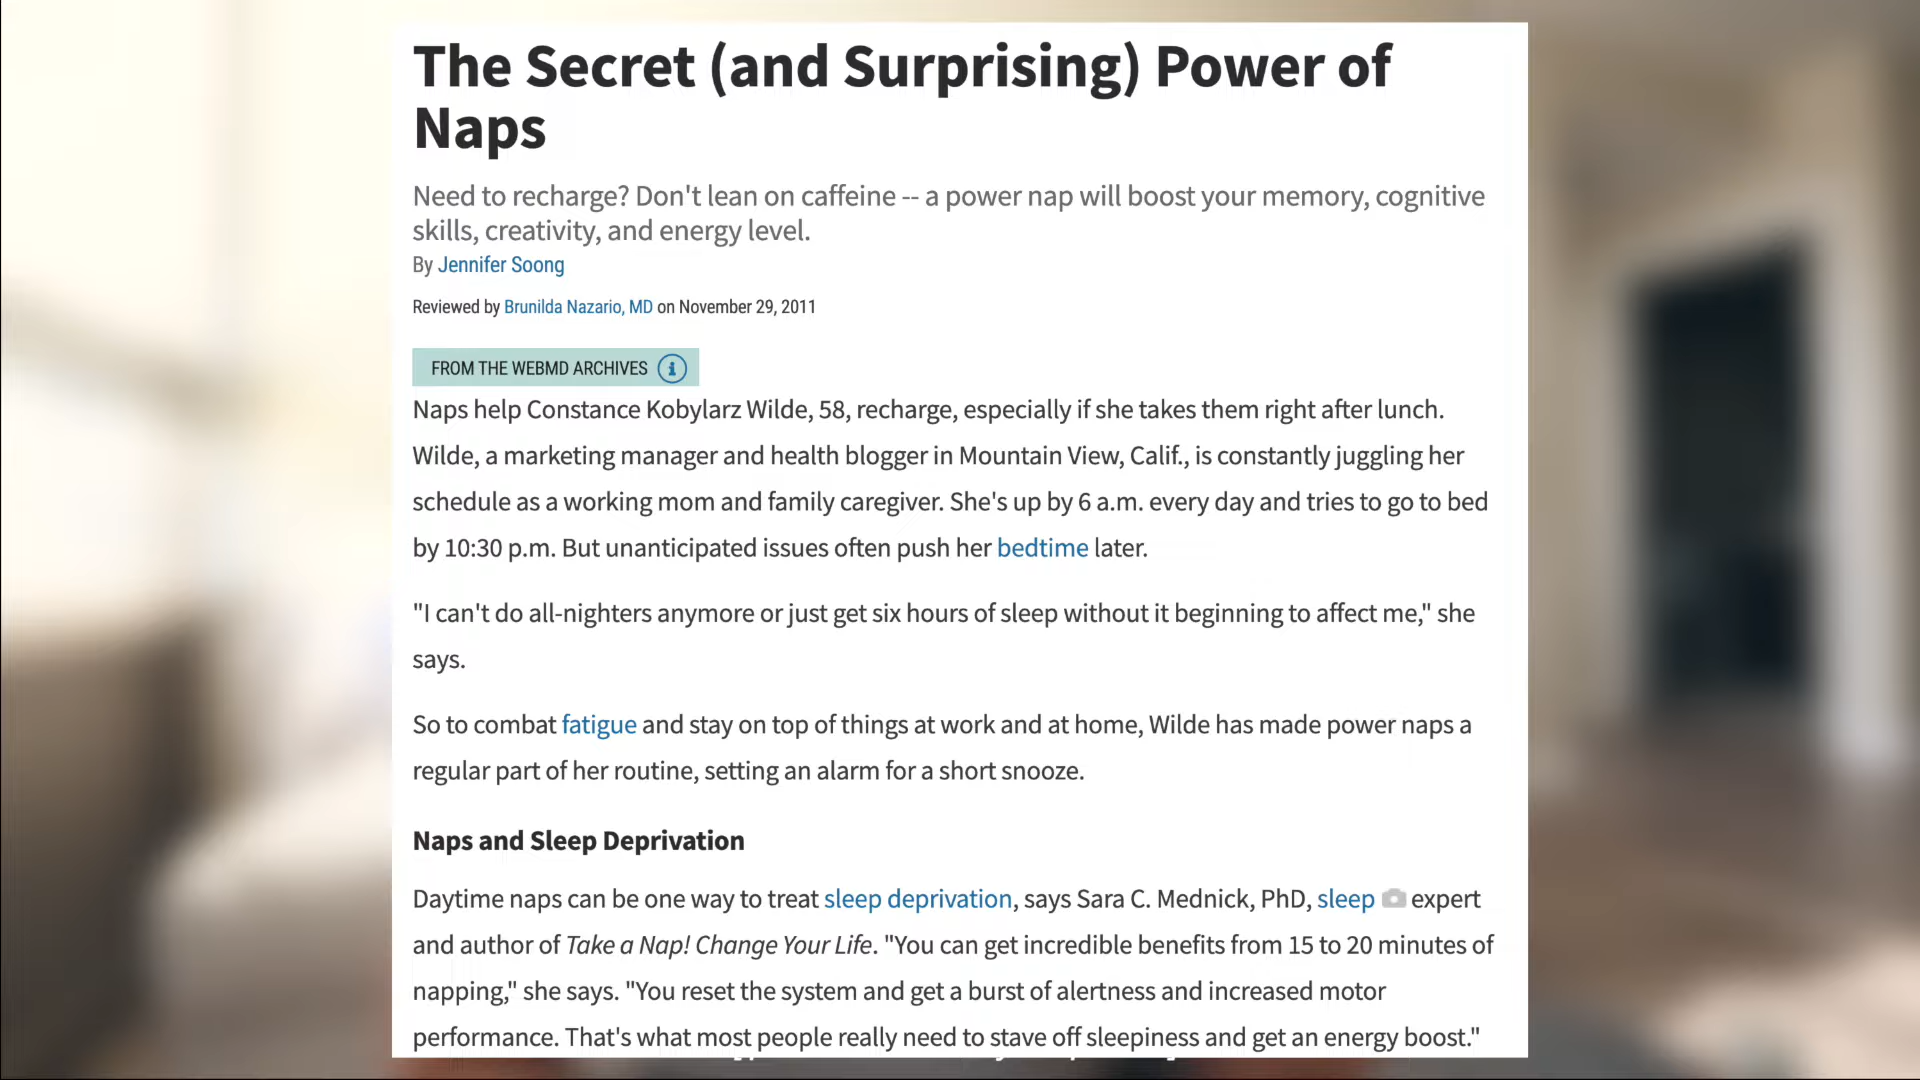 The Secret (and Surprising) Power of
Naps
Need to recharge? Don't lean on caffeine -- a power nap will boost your memory, cognitive
skills, creativity, and energy level.
By Jennifer Soong
Reviewed by Brunilda Nazario, MD on November 29, 2011
FROM THE WEBMD ARCHIVES
Naps help Constance Kobylarz Wilde, 58, recharge, especially if she takes them right after lunch.
Wilde, a marketing manager and health blogger in Mountain View, Calif., is constantly juggling her
schedule as a working mom and family caregiver. She's up by 6 a.m. every day and tries to go to bed
by 10:30 p.m. But unanticipated issues often push her bedtime later.
"I can't do all-nighters anymore or just get six hours of sleep without it beginning to affect me," she
says.
So to combat fatigue and stay on top of things at work and at home, Wilde has made power naps a
regular part of her routine, setting an alarm for a short snooze.
Naps and Sleep Deprivation
Daytime naps can be one way to treat sleep deprivation, says Sara C. Mednick, PhD, sleep expert
and author of Take a Nap! Change Your Life. "You can get incredible benefits from 15 to 20 minutes of
napping," she says. "You reset the system and get a burst of alertness and increased motor
performance. That's what most people really need to stave off sleepiness and get an energy boost."